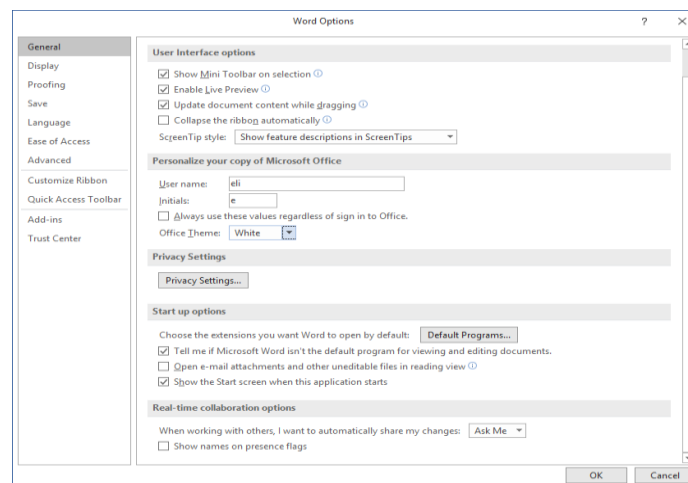 Word Options
?
General
Display
Proofing
Save
Language
Ease of Access
Advanced
Customize Ribbon
Quick Access Toolbar
Add-ins
Trust Center
User Interface options
Show Mini Toolbar on selection
Enable Live Preview
Update document content while dragging
Collapse the ribbon automatically
ScreenTip style: Show feature descriptions in ScreenTips
Personalize your copy of Microsoft Office
User name: eli
Initials: e
Always use these values regardless of sign in to Office.
Office Theme: White
Privacy Settings
Privacy Settings...
Start up options
Choose the extensions you want Word to open by default: Default Programs...
Tell me if Microsoft Word isn't the default program for viewing and editing documents.
Open e-mail attachments and other uneditable files in reading view
Show the Start screen when this application starts
Real-time collaboration options
When working with others, I want to automatically share my changes: Ask Me
Show names on presence flags
OK Cancel